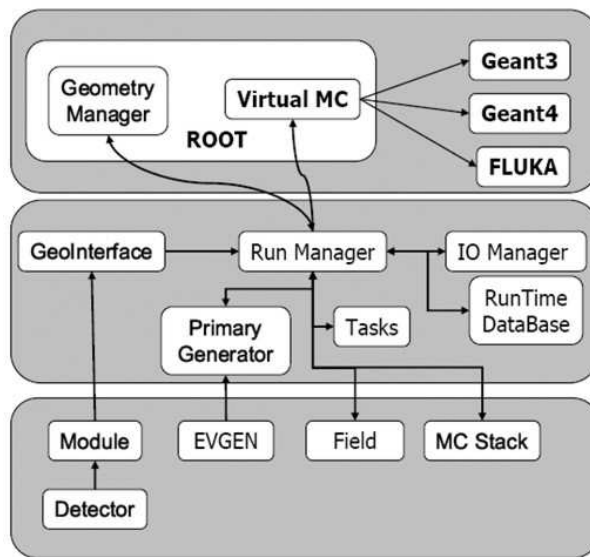 Geometry
Manager
Virtual MC
ROOT
Geant3
Geant4
FLUKA
GeoInterface
Run Manager
IO Manager
RunTime
DataBase
Primary
Generator
Tasks
Module
EVGEN
Field
MC Stack
Detector